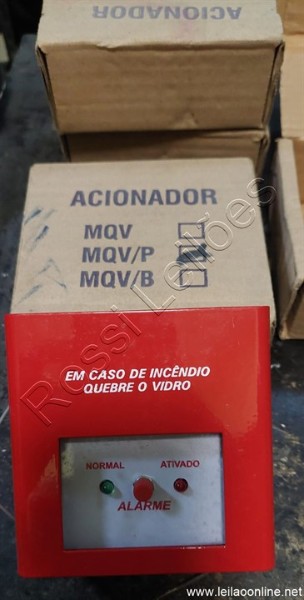 ACIONADOR
ACIONADOR
MQV
MQV/P
MQV/B
Rossi Leilões
EM CASO DE INCÊNDIO
QUEBRE O VIDRO
NORMAL ATIVADO
ALARME
www.leilaoonline.net